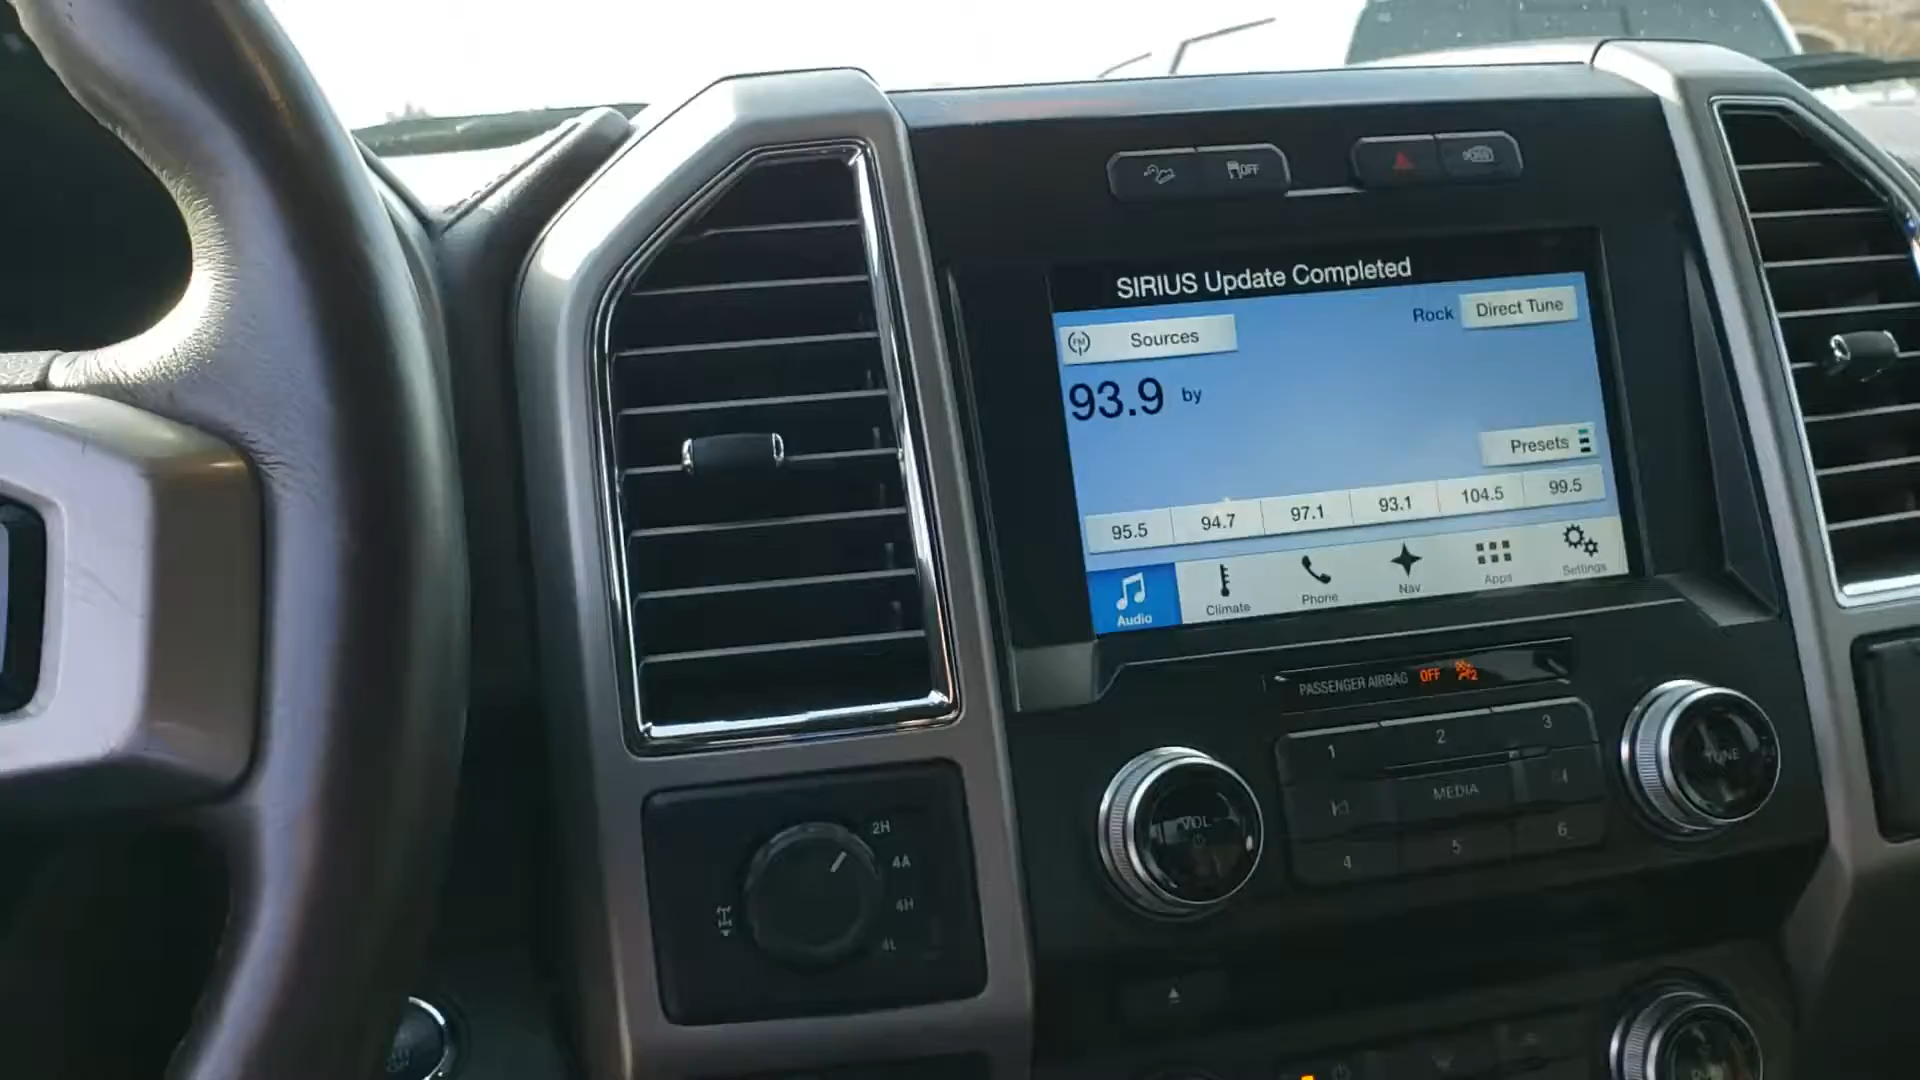 OFF
SIRIUS Update Completed
FM
Sources
Rock
Direct Tune
93.9 by
Presets
95.5 94.7 97.1 93.1 104.5 99.5
Audio Climate Phone Nav Apps Settings
PASSENGER AIRBAG OFF
1 2 3
MEDIA
4 5 6
VOL
TUNE
2H
4A
4H
4L